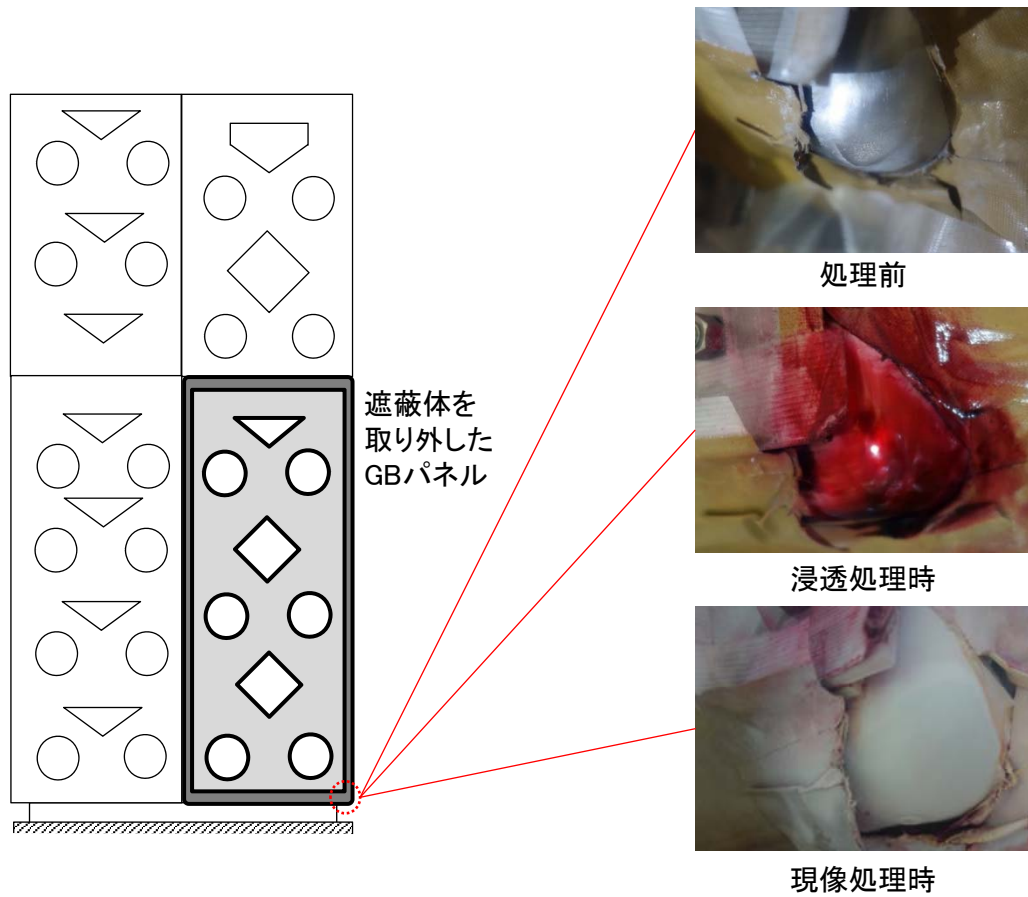 処理前
遮蔽体を
取り外した
GBパネル
浸透処理時
現像処理時